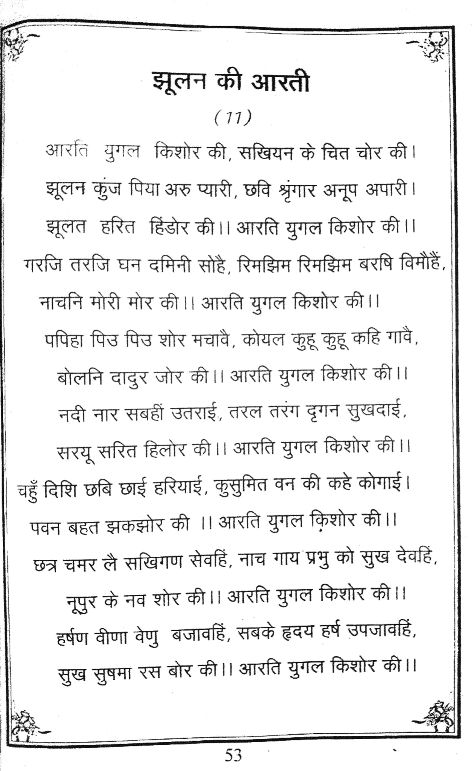 झूलन की आरती
(11)
आरति युगल किशोर की, सखियन के चित चोर की।
झूलन कुंज पिया अरु प्यारी, छवि श्रृंगार अनूप अपारी।
झूलत हरित हिंडोर की।। आरति युगल किशोर की।।
गरजि तरजि घन दमिनी सोहै, रिमझिम रिमझिम बरषि विमौहैं,
नाचनि मोरी मोर की।। आरति युगल किशोर की।।
पपिहा पिउ पिउ शोर मचावै, कोयल कुहू कुहू कहि गावै,
बोलनि दादुर जोर की।। आरति युगल किशोर की।।
नदी नार सबहीं उतराई, तरल तरंग दृगन सुखदाई,
सरयू सरित हिलोर की।। आरति युगल किशोर की।।
चहुँ दिशि छबि छाई हरियाई, कुसुमित वन की कहे कोगाई।
पवन बहत झकझोर की ।। आरति युगल किशोर की।।
छत्र चमर लै सखिगण सेवहिं, नाच गाय प्रभु को सुख देवहिं,
नूपुर के नव शोर की।। आरति युगल किशोर की।।
हर्षण वीणा वेणु बजावहिं, सबके हृदय हर्ष उपजावहिं,
सुख सुषमा रस बोर की।। आरति युगल किशोर की।।
53